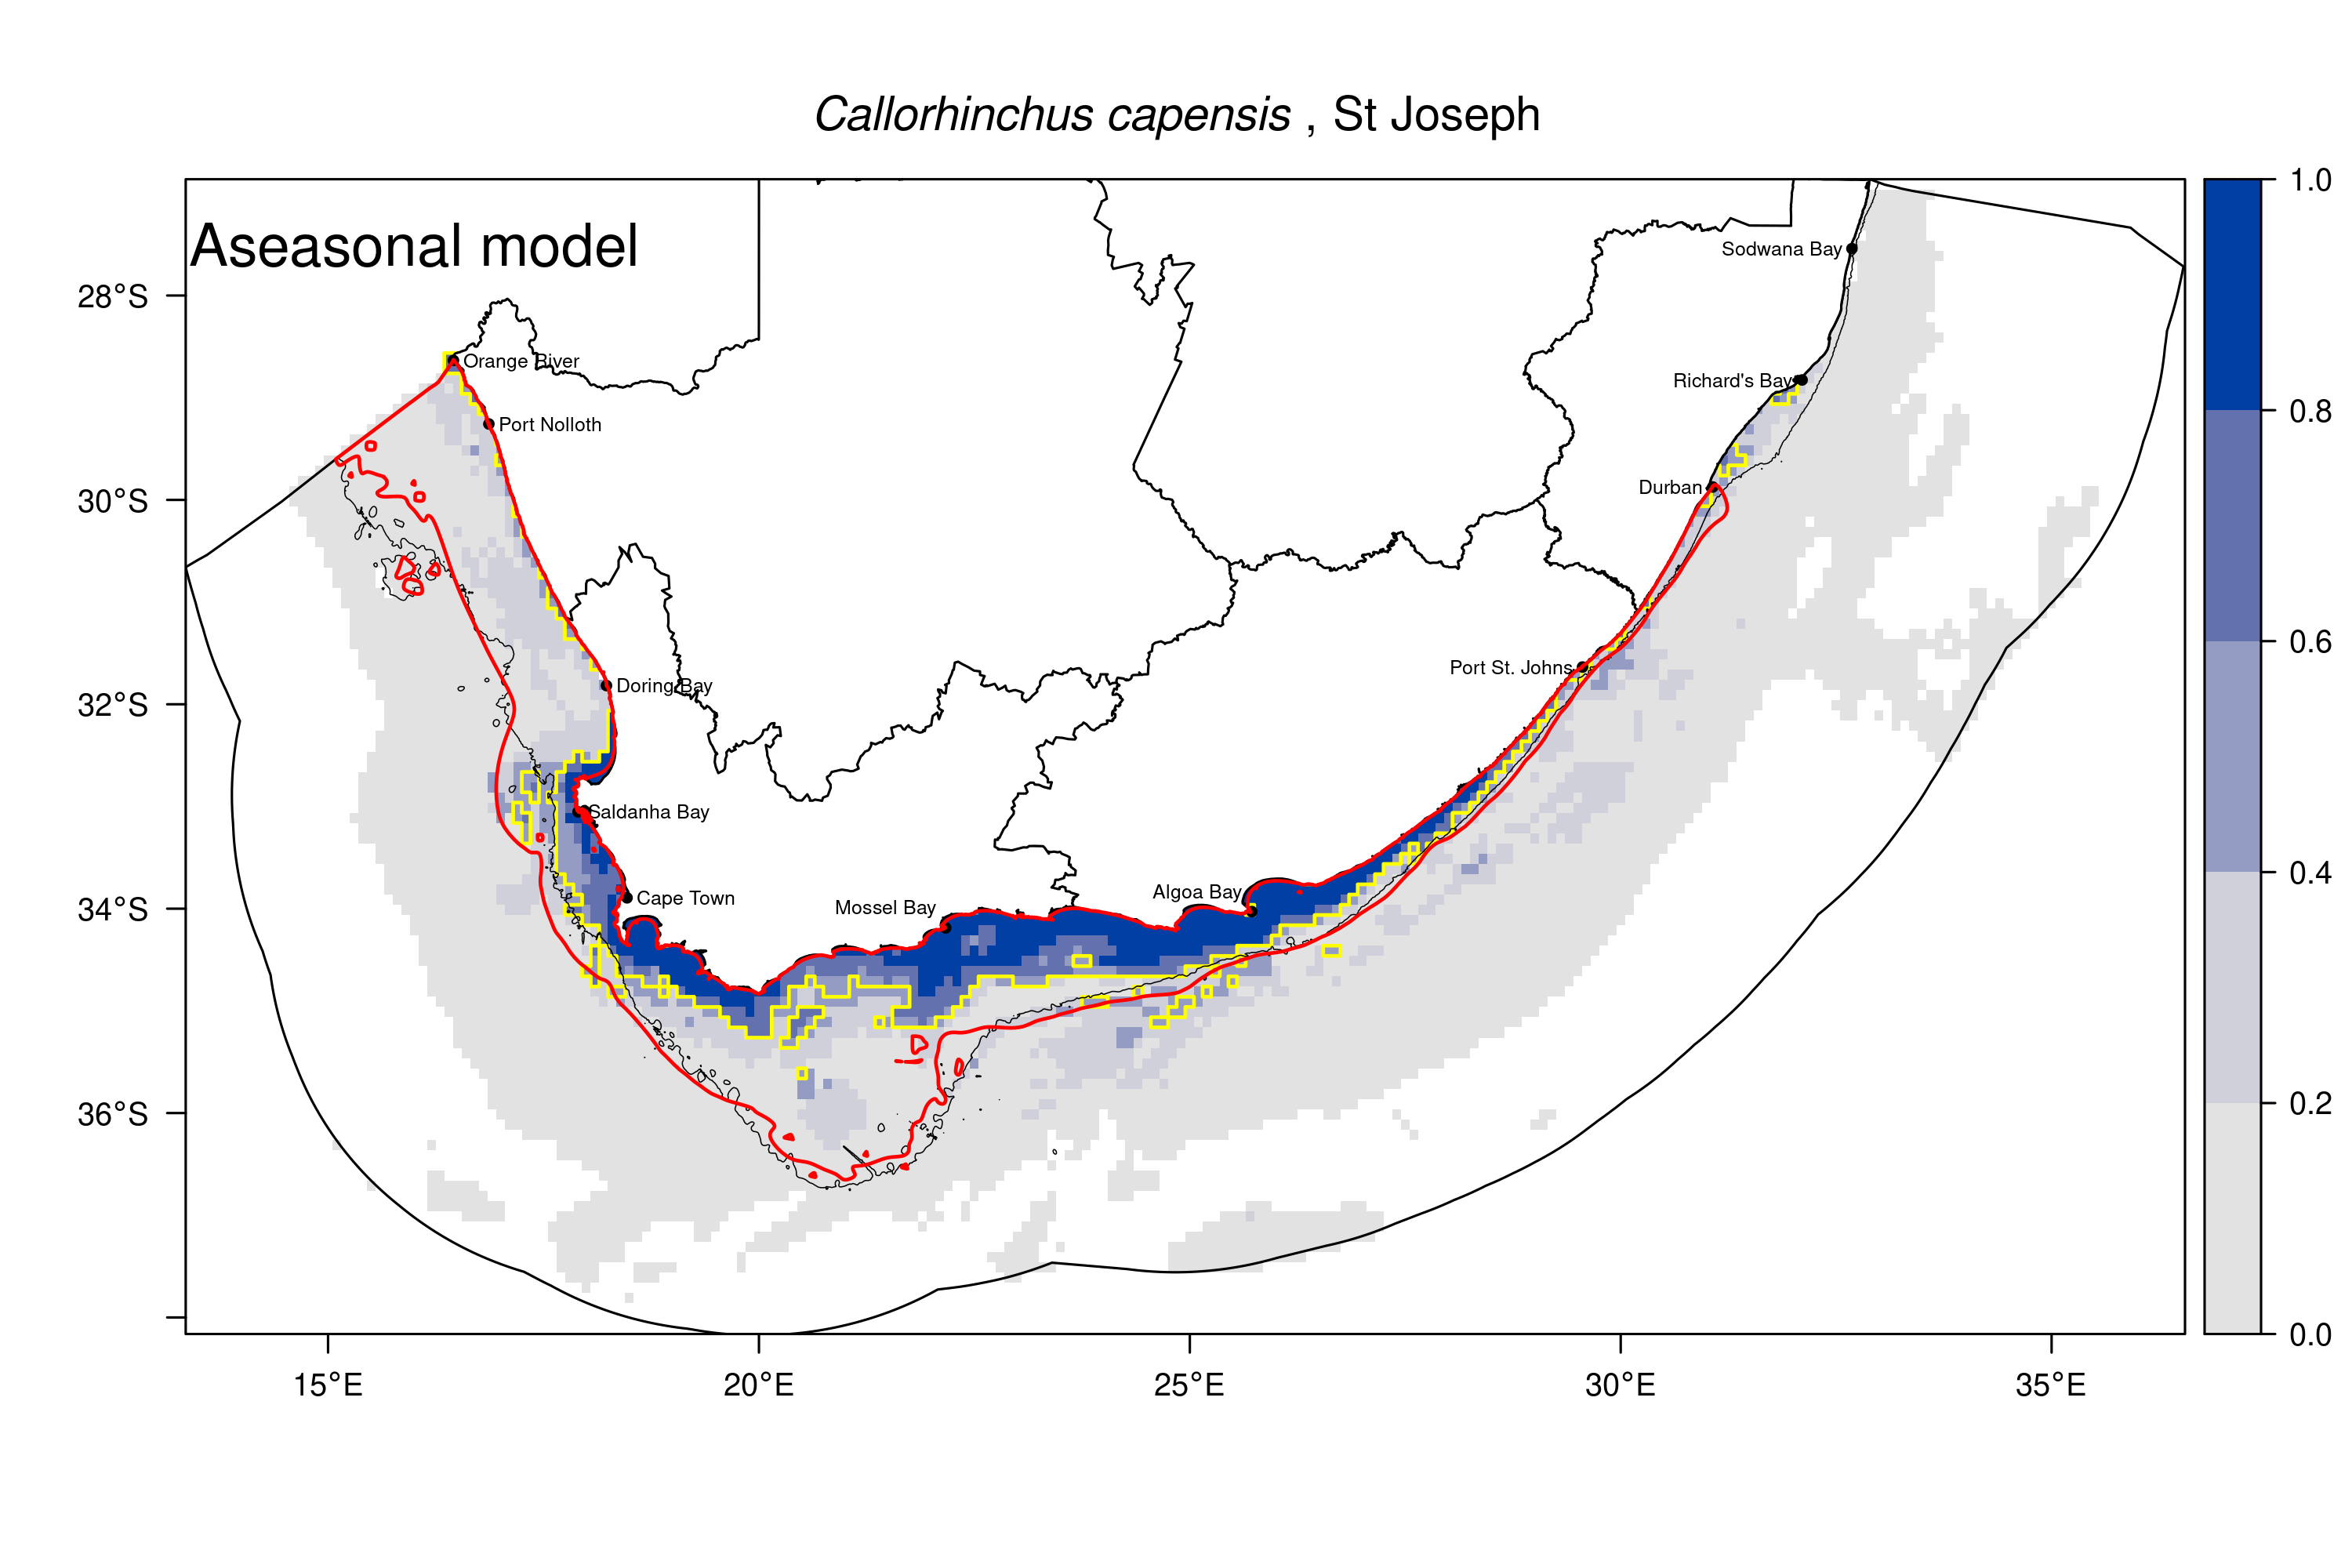 Callorhinchus capensis , St Joseph
Aseasonal model
Sodwana Bay
Richard's Bay
Orange River
Port Nolloth
Durban
Port St. Johns
Doring Bay
Saldanha Bay
Cape Town
Mossel Bay
Algoa Bay
28°S
30°S
32°S
34°S
36°S
15°E
20°E
25°E
30°E
35°E
1.0
0.8
0.6
0.4
0.2
0.0